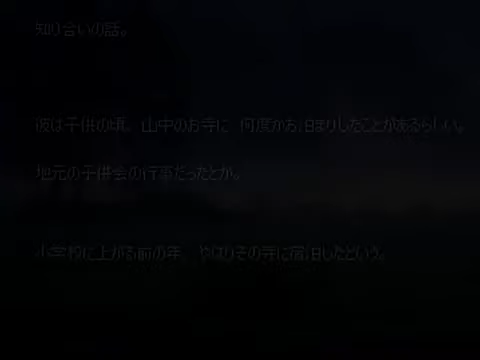 知り合いの話。
彼は子供の頃、山中のお寺に 何度かお泊まりしたことがあるらしい。
地元の子供会の行事だったとか。
小学校に上がる前の年、やはりその寺に宿泊したという。